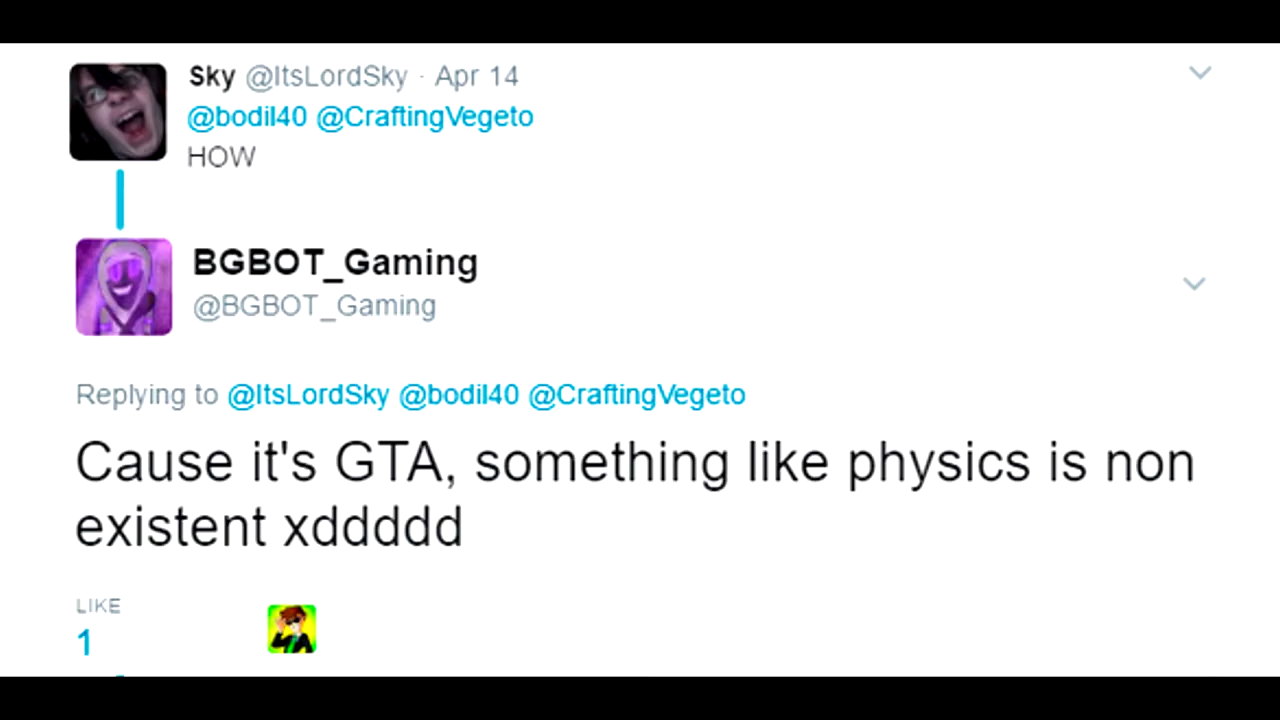 Sky @ItsLordSky · Apr 14
@bodil40 @CraftingVegeto
HOW
BGBOT_Gaming
@BGBOT_Gaming
Replying to @ItsLordSky @bodil40 @CraftingVegeto
Cause it's GTA, something like physics is non
existent xddddd
LIKE
1